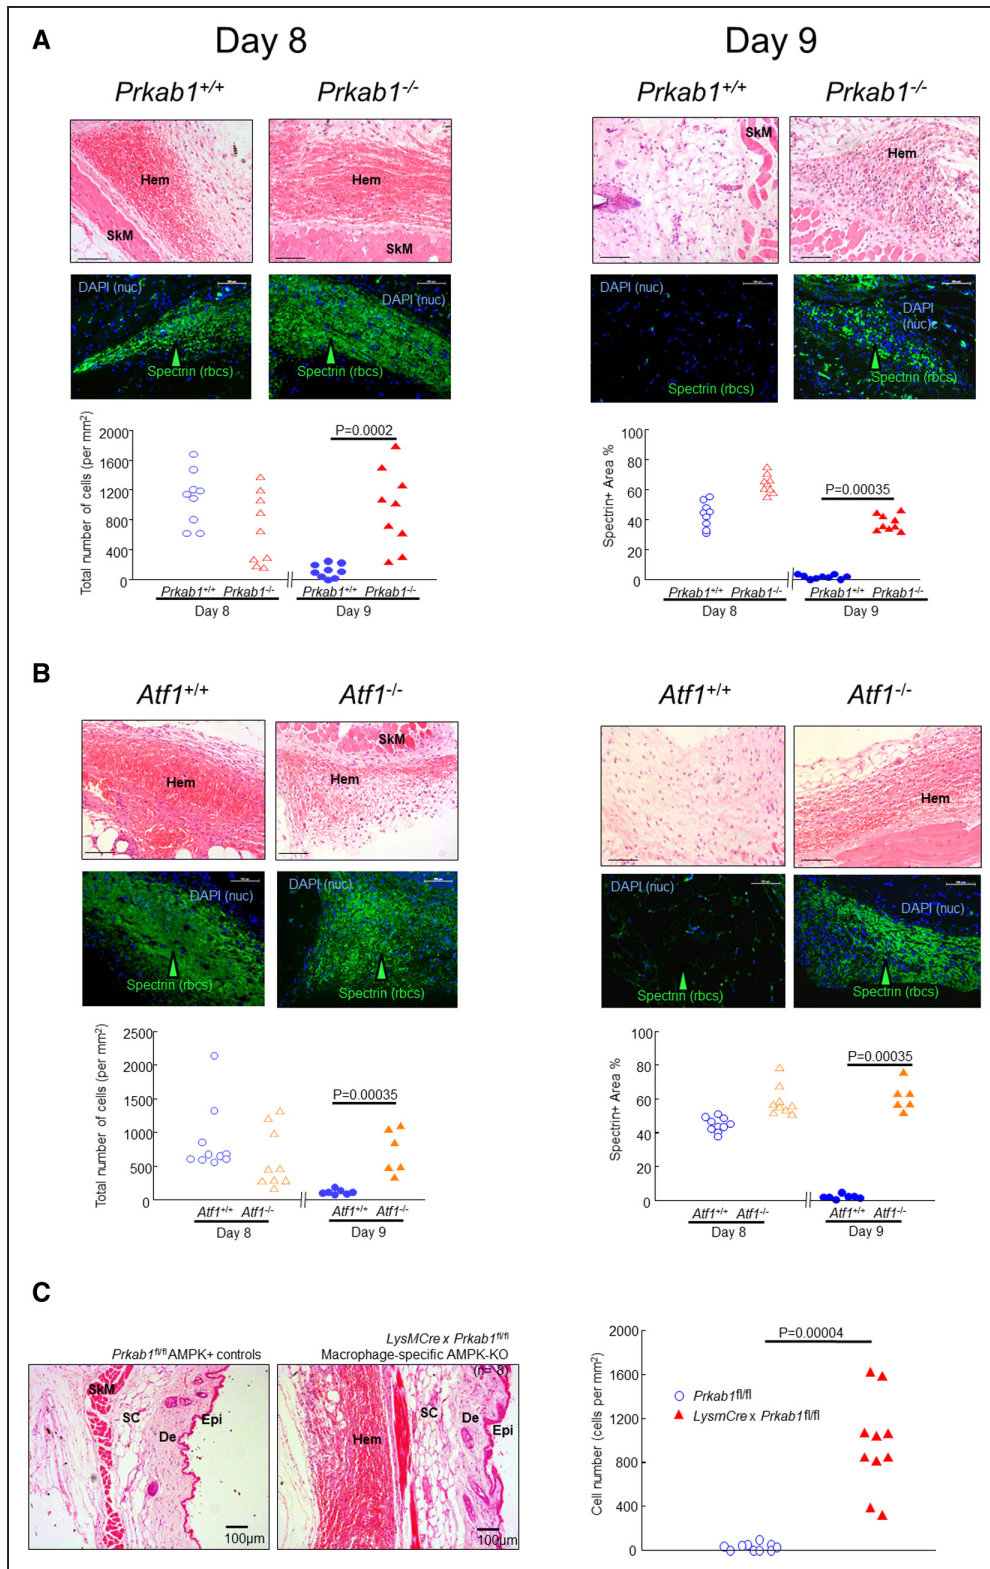 A
Day 8
Day 9
Prkab1+/+
Prkab1-/-
Prkab1+/+
Prkab1-/-
Hem
SkM
Hem
SkM
SkM
Hem
DAPI (nuc)
Spectrin (rbcs)
DAPI (nuc)
Spectrin (rbcs)
DAPI (nuc)
Spectrin (rbcs)
DAPI
(nuc)c
Spectrin (rbcs)
Total number of cells (per mm2)
2000
1600
1200
800
400
0
P=0.0002
Prkab1+/+ Prkab1-/-
Prkab1+/+ Prkab1-/-
Day 8
Day 9
Spectrin+ Area %
100
80
60
40
20
0
P=0.00035
Prkab1+/+ Prkab1-/-
Prkab1+/+ Prkab1-/-
Day 8
Day 9
B
Atf1+/+
Atf1-/-
Atf1+/+
Atf1-/-
Hem
SkM
Hem
Hem
DAPI (nuc)
Spectrin (rbcs)
DAPI (nuc)
Spectrin (rbcs)
DAPI (nuc)
Spectrin (rbcs)
DAPI (nuc)
Spectrin (rbcs)
Total number of cells (per mm2)
2500
2000
1500
1000
500
0
P=0.00035
Atf1+/+ Atf1-/-
Atf1+/+ Atf1-/-
Day 8
Day 9
Spectrin+ Area %
100
80
60
40
20
0
P=0.00035
Atf1+/+ Atf1-/-
Atf1+/+ Atf1-/-
Day 8
Day 9
C
Prkab1fl/fl AMPK+ controls
LysMCre x Prkab1fl/fl
Macrophage-specific AMPK-KO
(n= 8)
SkM
SC
De
Epi
100µm
Hem
SC
De
Epi
100µm
Cell number (cells per mm2)
2000
1600
1200
800
400
0
P=0.00004
Prkab1fl/fl
LysmCre x Prkab1fl/fl